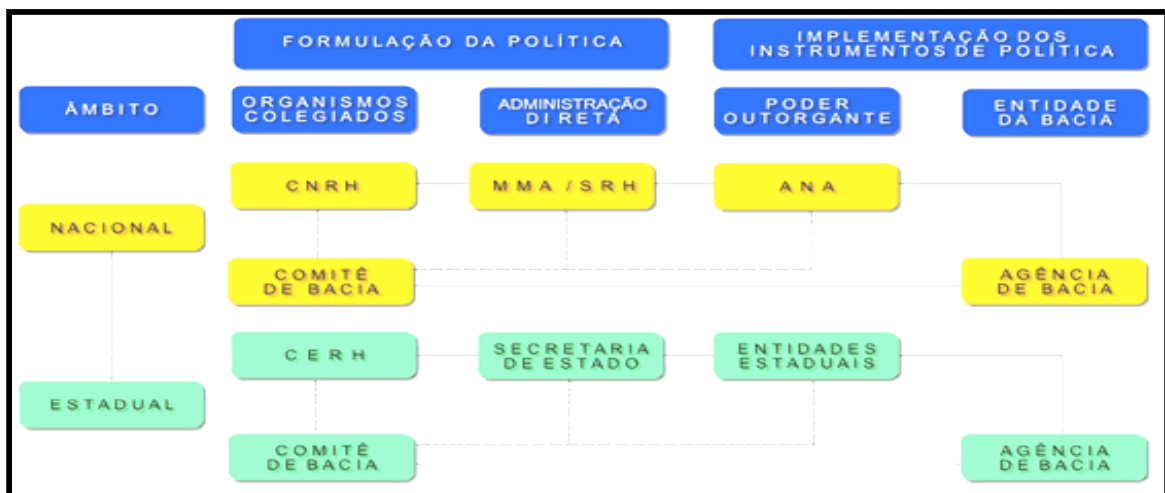 FORMULAÇÃO DA POLÍTICA
IMPLEMENTAÇÃO DOS
INSTRUMENTOS DE POLÍTICA
ÂMBITO
ORGANISMOS
COLEGIADOS
ADMINISTRAÇÃO
DIRETA
PODER
OUTORGANTE
ENTIDADE
DA BACIA
NACIONAL
CNRH
MMA / SRH
ANA
COMITÊ
DE BACIA
AGÊNCIA
DE BACIA
ESTADUAL
CERH
SECRETARIA
DE ESTADO
ENTIDADES
ESTADUAIS
COMITÊ
DE BACIA
AGÊNCIA
DE BACIA